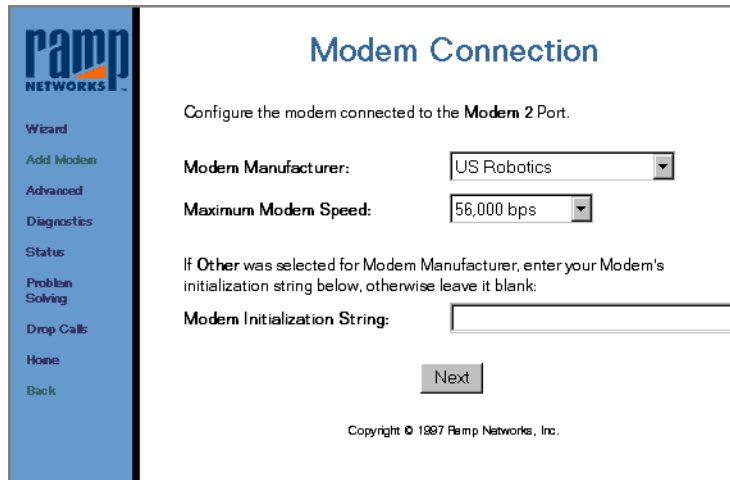 ramp
NETWORKS
Wizard
Add Modem
Advanced
Diagnostics
Status
Problem
Solving
Drop Calls
Home
Back
Modem Connection
Configure the modem connected to the Modem 2 Port.
Modem Manufacturer: US Robotics
Maximum Modem Speed: 56,000 bps
If Other was selected for Modem Manufacturer, enter your Modem's
initialization string below, otherwise leave it blank:
Modem Initialization String:
Next
Copyright © 1997 Ramp Networks, Inc.